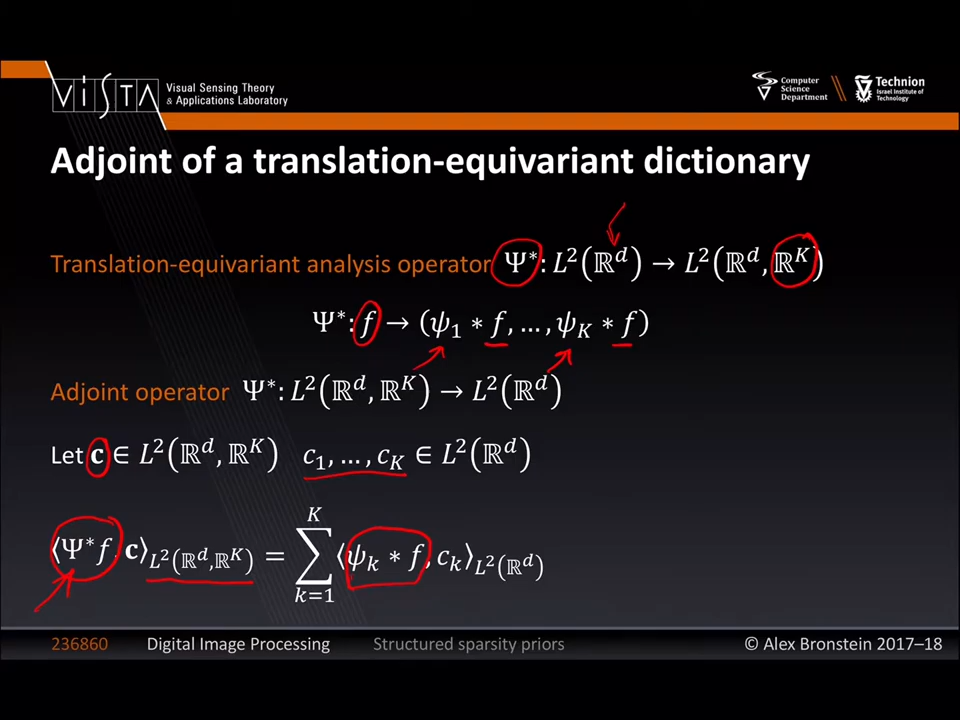 ViSTA Visual Sensing Theory & Applications Laboratory
Computer Science Department
Technion Israel Institute of Technology
Adjoint of a translation-equivariant dictionary
Translation-equivariant analysis operator Ψ*: L²(ℝᵈ) → L²(ℝᵈ, ℝᴷ)
Ψ*: f → (ψ₁ * f, … , ψ_K * f)
Adjoint operator Ψ*: L²(ℝᵈ, ℝᴷ) → L²(ℝᵈ)
Let c ∈ L²(ℝᵈ, ℝᴷ) c₁, … , c_K ∈ L²(ℝᵈ)
⟨Ψ*f, c⟩_{L²(ℝᵈ,ℝᴷ)} = ∑_{k=1}^{K} ⟨ψ_k * f, c_k⟩_{L²(ℝᵈ)}
236860 Digital Image Processing Structured sparsity priors © Alex Bronstein 2017–18